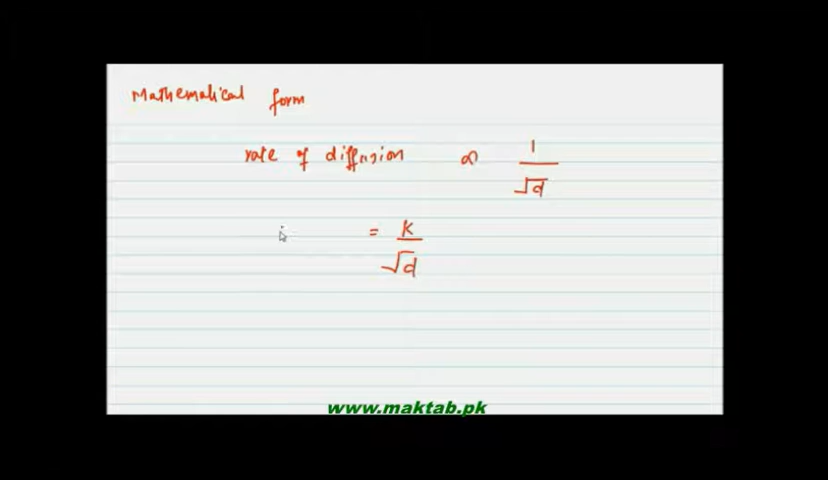 Mathematical form
rate of diffusion ∝ 1/√d
= k/√d
www.maktab.pk